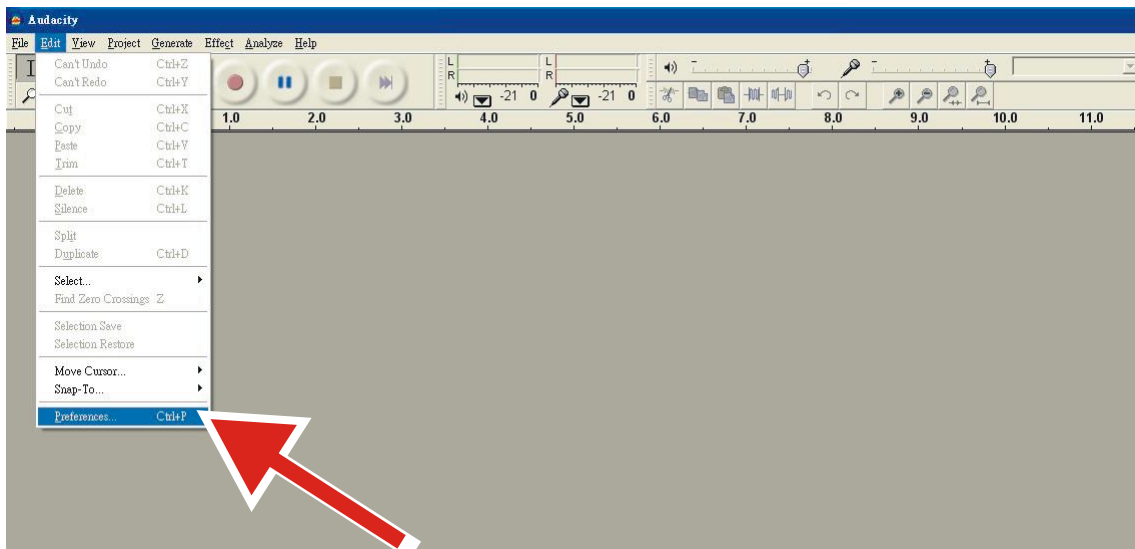 Audacity
File Edit View Project Generate Effect Analyze Help
Can't Undo Ctrl+Z
Can't Redo Ctrl+Y
Cut Ctrl+X
Copy Ctrl+C
Paste Ctrl+V
Trim Ctrl+T
Delete Ctrl+K
Silence Ctrl+L
Split
Duplicate Ctrl+D
Select...
Find Zero Crossings Z
Selection Save
Selection Restore
Move Cursor...
Snap-To...
Preferences... Ctrl+P
L L
R R
-21 0 -21 0
1.0 2.0 3.0 4.0 5.0 6.0 7.0 8.0 9.0 10.0 11.0